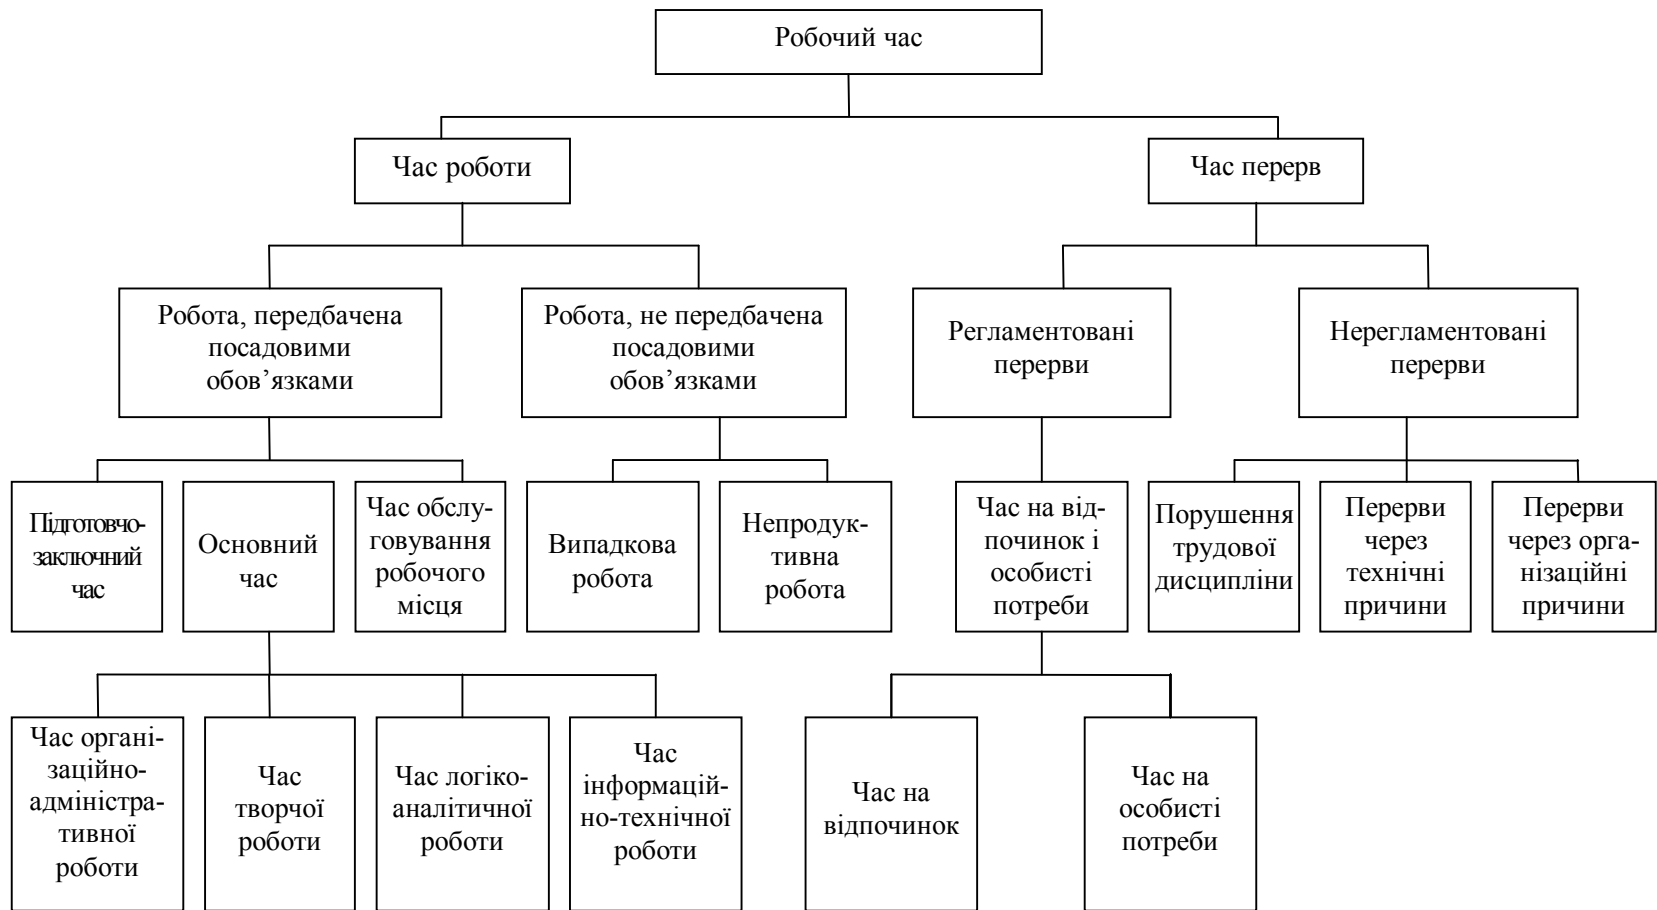 Робочий час
Час роботи
Час перерв
Робота, передбачена
посадовими
обов’язками
Робота, не передбачена
посадовими
обов’язками
Регламентовані
перерви
Нерегламентовані
перерви
Підготовчо-
заключний
час
Основний
час
Час обслу-
говування
робочого
місця
Випадкова
робота
Непродук-
тивна
робота
Час на від-
починок і
особисті
потреби
Порушення
трудової
дисципліни
Перерви
через
технічні
причини
Перерви
через орга-
нізаційні
причини
Час органі-
заційно-
адміністра-
тивної
роботи
Час
творчої
роботи
Час логіко-
аналітичної
роботи
Час
інформацій-
но-технічної
роботи
Час на
відпочинок
Час на
особисті
потреби